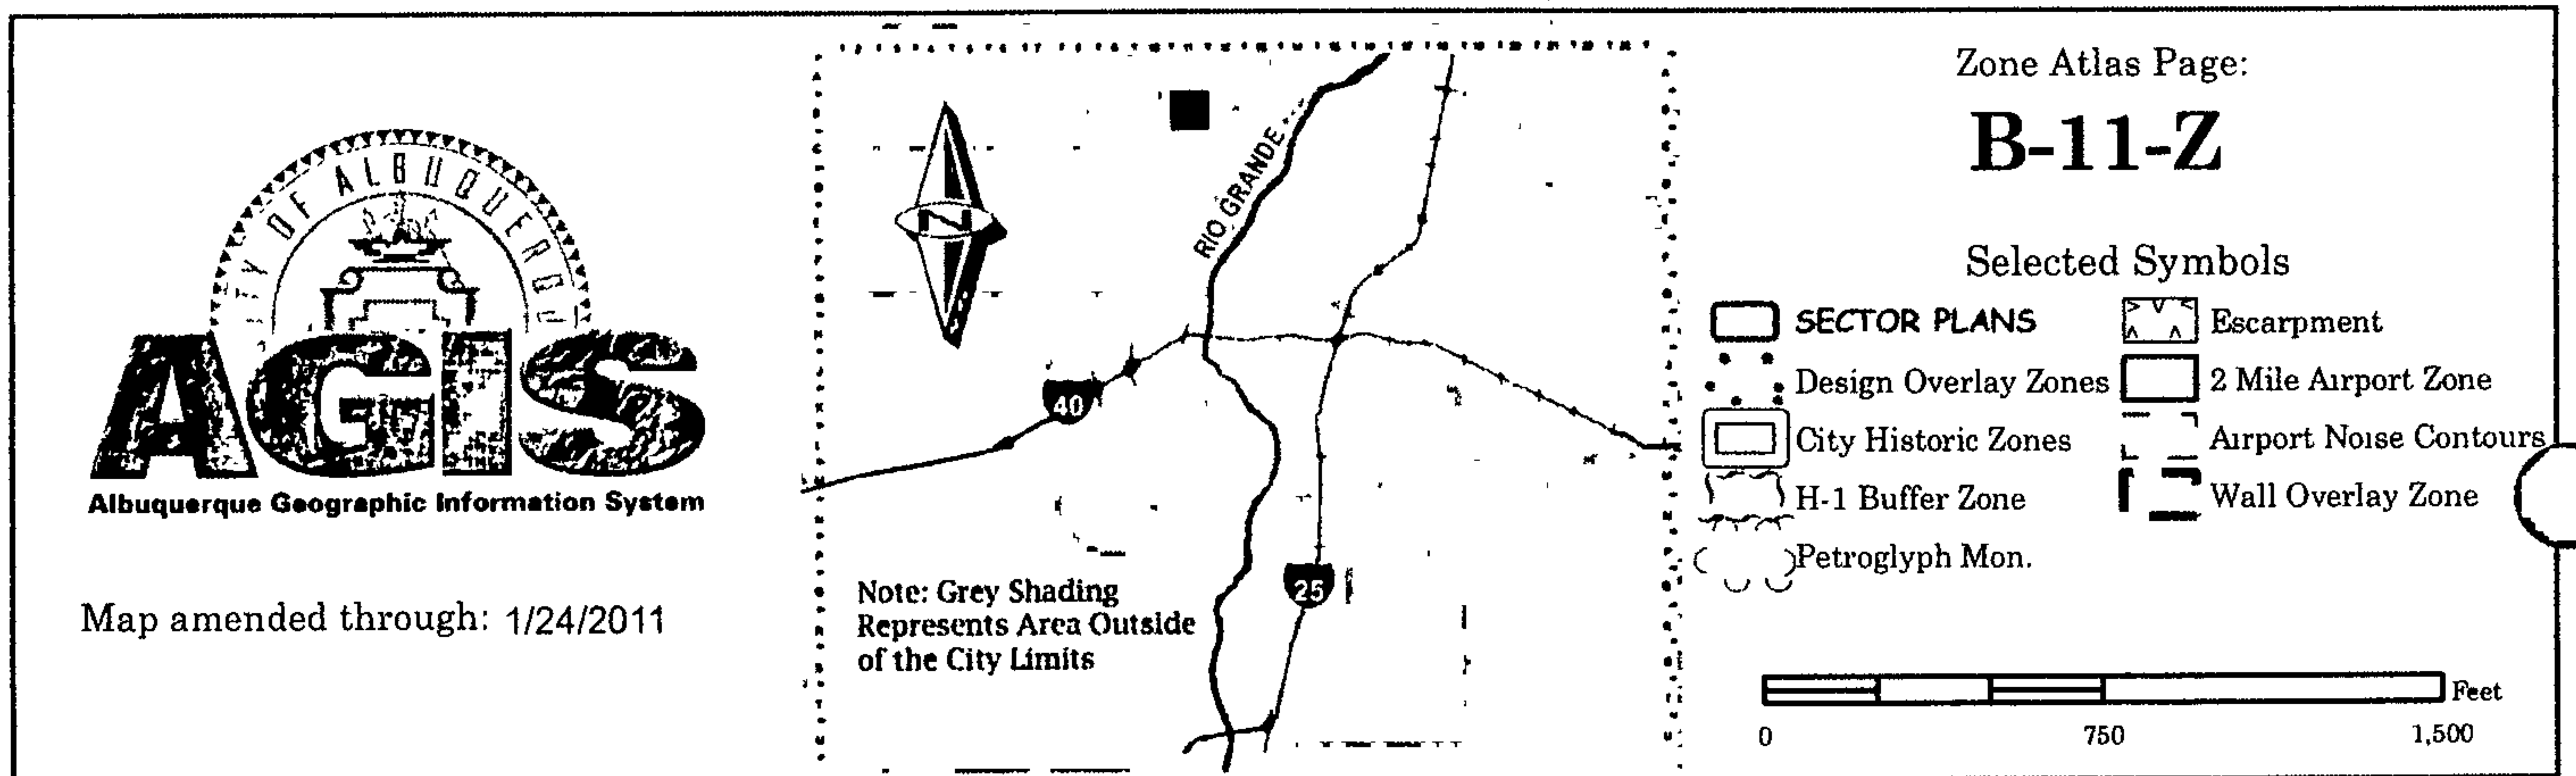 CITY OF ALBUQUERQUE
AGIS
Albuquerque Geographic Information System
Map amended through: 1/24/2011
N
RIO GRANDE
40
25
Note: Grey Shading
Represents Area Outside
of the City Limits
Zone Atlas Page:
B-11-Z
Selected Symbols
SECTOR PLANS
Escarpment
Design Overlay Zones
2 Mile Airport Zone
City Historic Zones
Airport Noise Contours
H-1 Buffer Zone
Wall Overlay Zone
Petroglyph Mon.
Feet
0 750 1,500